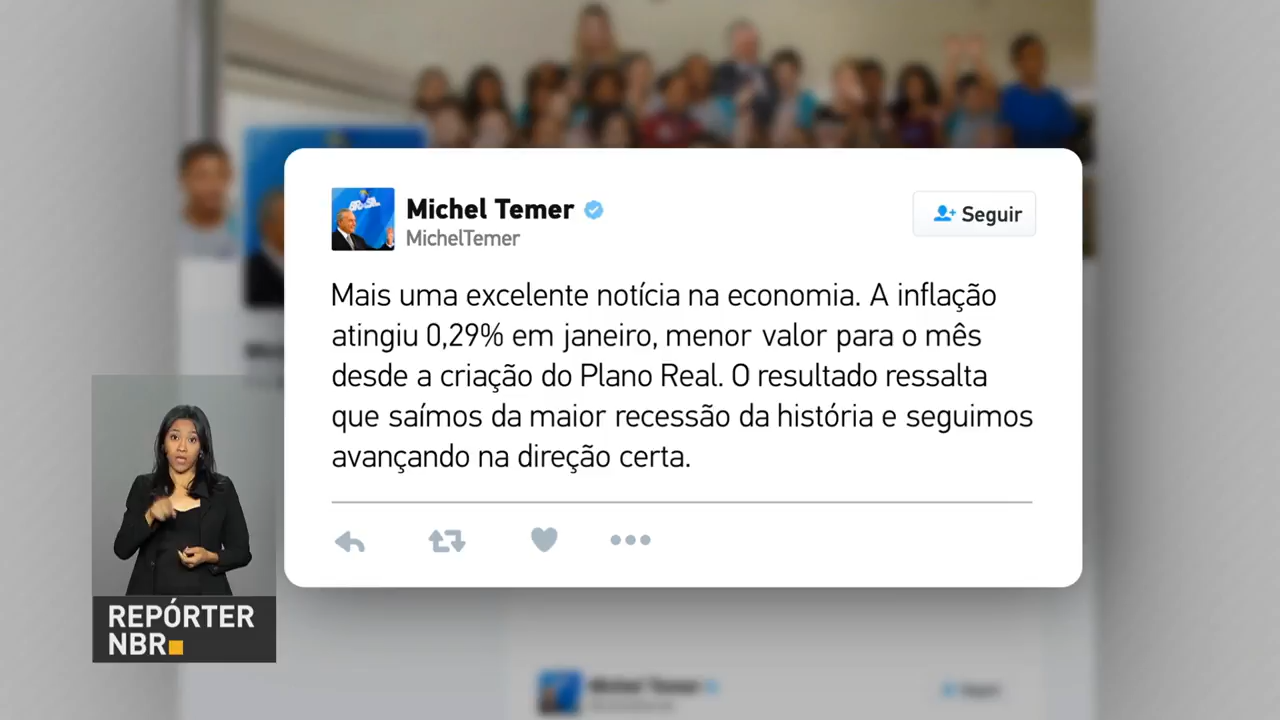 Michel Temer
MichelTemer
Seguir
Mais uma excelente notícia na economia. A inflação
atingiu 0,29% em janeiro, menor valor para o mês
desde a criação do Plano Real. O resultado ressalta
que saímos da maior recessão da história e seguimos
avançando na direção certa.
REPÓRTER
NBR
Michel Temer